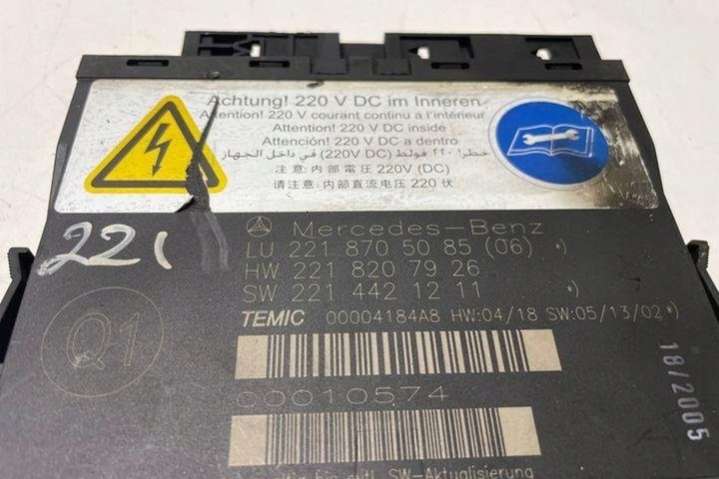 Achtung! 220 V DC im Inneren
Attention! 220 V courant continu a l'intérieur
Attention! 220 V DC inside
Atención! 220 V DC a dentro
خطر! ٢٢٠ فولط (220V DC) في داخل الجهاز
注意: 内部電圧 220V (DC)
请注意: 内部直流电压 220 伏
221
Mercedes-Benz
LU 221 870 50 85 (06) *)
HW 221 820 79 26
SW 221 442 12 11 *)
TEMIC 00004184A8 HW:04/18 SW:05/13/02 *)
Q1
00010574
18/2005
SW-Aktualisierung